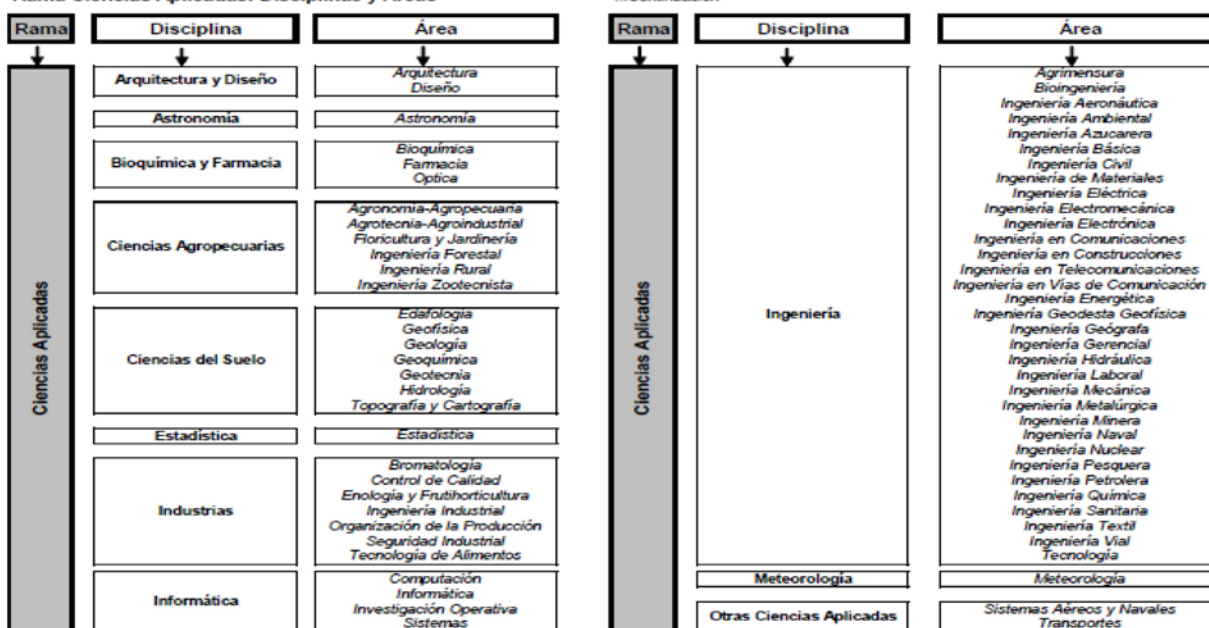 Rama Ciencias Aplicadas: Disciplinas y Áreas
Rama
Disciplina
Área
Ciencias Aplicadas
Arquitectura y Diseño
Arquitectura
Diseño
Astronomía
Astronomía
Bioquímica y Farmacia
Bioquímica
Farmacia
Optica
Ciencias Agropecuarias
Agronomía-Agropecuaria
Agrotecnia-Agroindustrial
Floricultura y Jardinería
Ingeniería Forestal
Ingeniería Rural
Ingeniería Zootecnista
Ciencias del Suelo
Edafología
Geofísica
Geología
Geoquímica
Geotecnia
Hidrología
Topografía y Cartografía
Estadística
Estadistica
Industrias
Bromatología
Control de Calidad
Enología y Frutihorticultura
Ingeniería Industrial
Organización de la Producción
Seguridad Industrial
Tecnología de Alimentos
Informática
Computación
Informática
Investigación Operativa
Sistemas
Rama
Disciplina
Área
Ciencias Aplicadas
Ingeniería
Agrimensura
Bioingeniería
Ingeniería Aeronáutica
Ingeniería Ambiental
Ingeniería Azucarera
Ingeniería Básica
Ingeniería Civil
Ingeniería de Materiales
Ingeniería Eléctrica
Ingeniería Electromecánica
Ingeniería Electrónica
Ingeniería en Comunicaciones
Ingeniería en Construcciones
Ingeniería en Telecomunicaciones
Ingeniería en Vías de Comunicación
Ingeniería Energética
Ingeniería Geodesta Geofísica
Ingeniería Geógrafa
Ingeniería Gerencial
Ingeniería Hidráulica
Ingeniería Laboral
Ingeniería Mecánica
Ingeniería Metalúrgica
Ingeniería Minera
Ingeniería Naval
Ingeniería Nuclear
Ingeniería Pesquera
Ingeniería Petrolera
Ingeniería Química
Ingeniería Sanitaria
Ingeniería Textil
Ingeniería Vial
Tecnología
Meteorología
Meteorología
Otras Ciencias Aplicadas
Sistemas Aéreos y Navales
Transportes